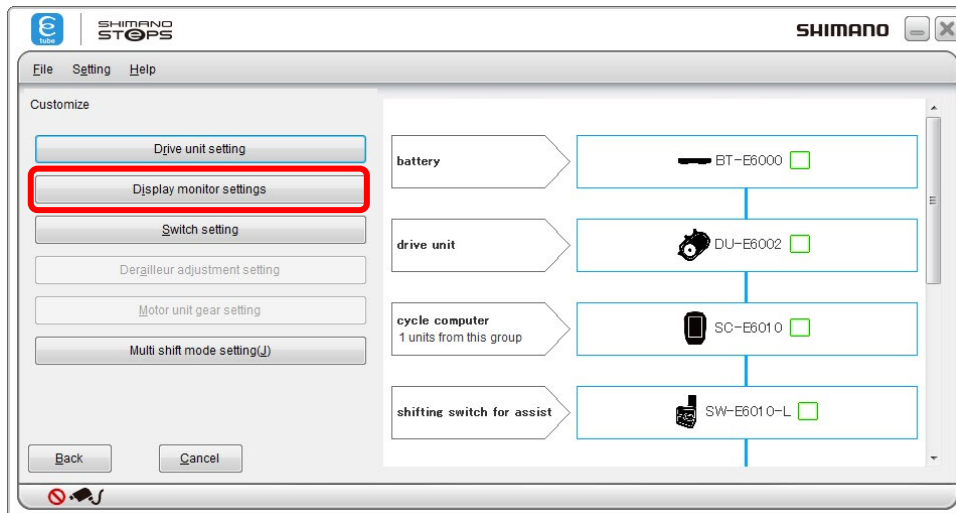 E
tube
SHIMANO
STEPS
SHIMANO
File Setting Help
Customize
Drive unit setting
Display monitor settings
Switch setting
Derailleur adjustment setting
Motor unit gear setting
Multi shift mode setting(J)
Back
Cancel
battery
BT-E6000
drive unit
DU-E6002
cycle computer
1 units from this group
SC-E6010
shifting switch for assist
SW-E6010-L